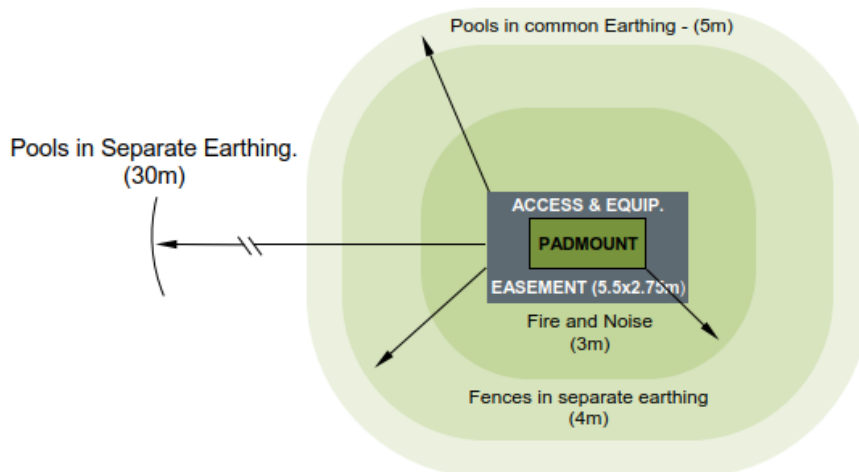 Pools in common Earthing - (5m)
Pools in Separate Earthing.
(30m)
ACCESS & EQUIP.
PADMOUNT
EASEMENT (5.5x2.75m)
Fire and Noise
(3m)
Fences in separate earthing
(4m)